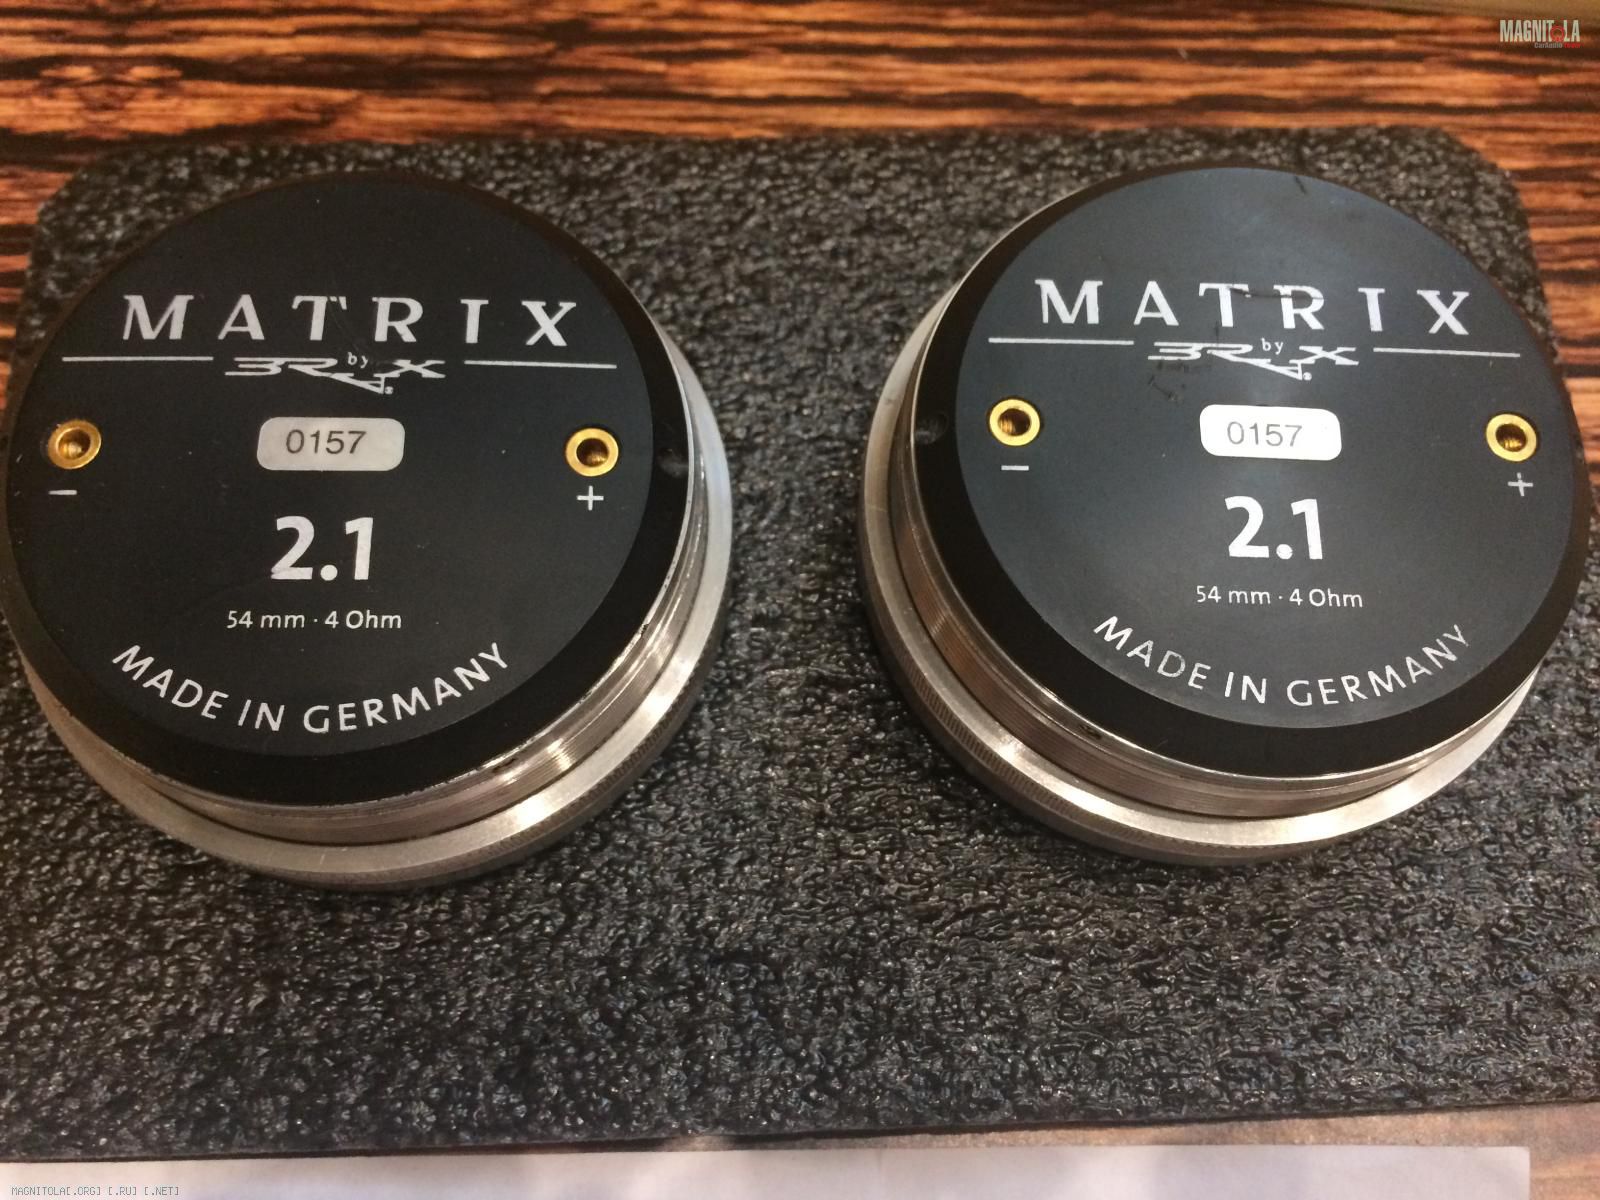 MAGNITOLA
MATRIX
by
BRAX
0157
– +
2.1
54 mm · 4 Ohm
MADE IN GERMANY
MATRIX
by
BRAX
0157
– +
2.1
54 mm · 4 Ohm
MADE IN GERMANY
MAGNITOLA[.ORG] [.RU] [.NET]